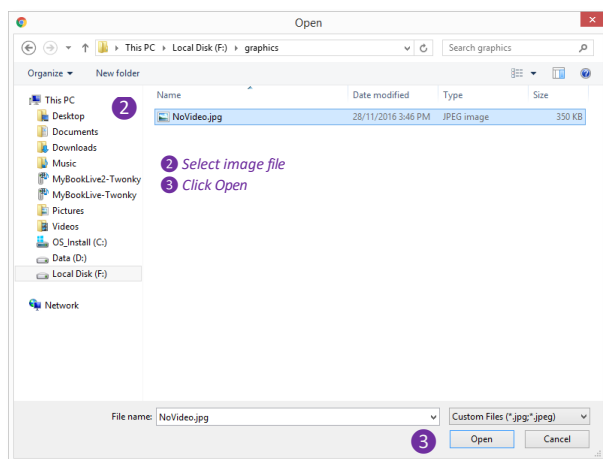 Open
This PC Local Disk (F:) graphics
Search graphics
Organize New folder
Name Date modified Type Size
This PC
2
Desktop
Documents
Downloads
Music
MyBookLive2-Twonky
MyBookLive-Twonky
Pictures
Videos
OS_Install (C:)
Data (D:)
Local Disk (F:)
Network
NoVideo.jpg 28/11/2016 3:46 PM JPEG image 350 KB
2 Select image file
3 Click Open
File name: NoVideo.jpg Custom Files (*.jpg;*.jpeg)
3
Open Cancel